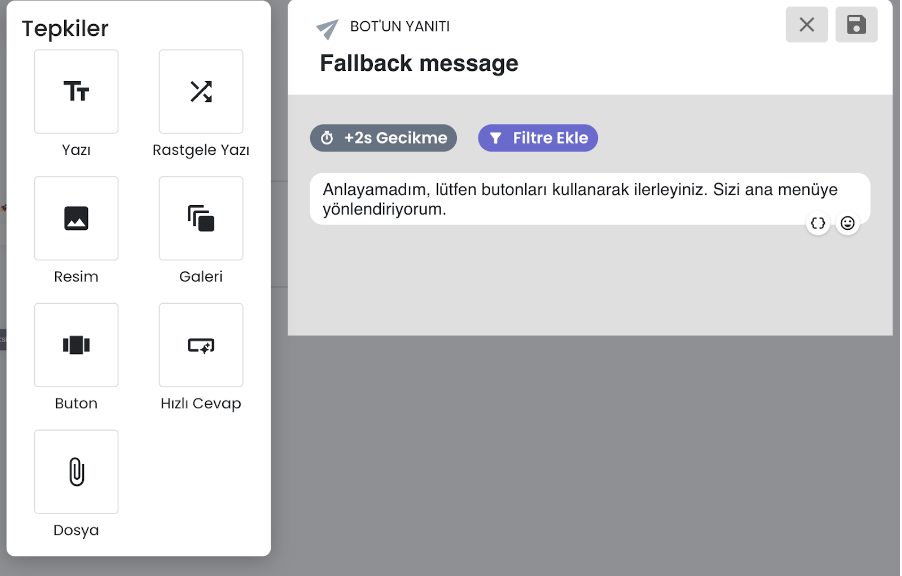 Tepkiler
Yazı
Rastgele Yazı
Resim
Galeri
Buton
Hızlı Cevap
Dosya
BOT'UN YANITI
Fallback message
+2s Gecikme
Filtre Ekle
Anlayamadım, lütfen butonları kullanarak ilerleyiniz. Sizi ana menüye
yönlendiriyorum.